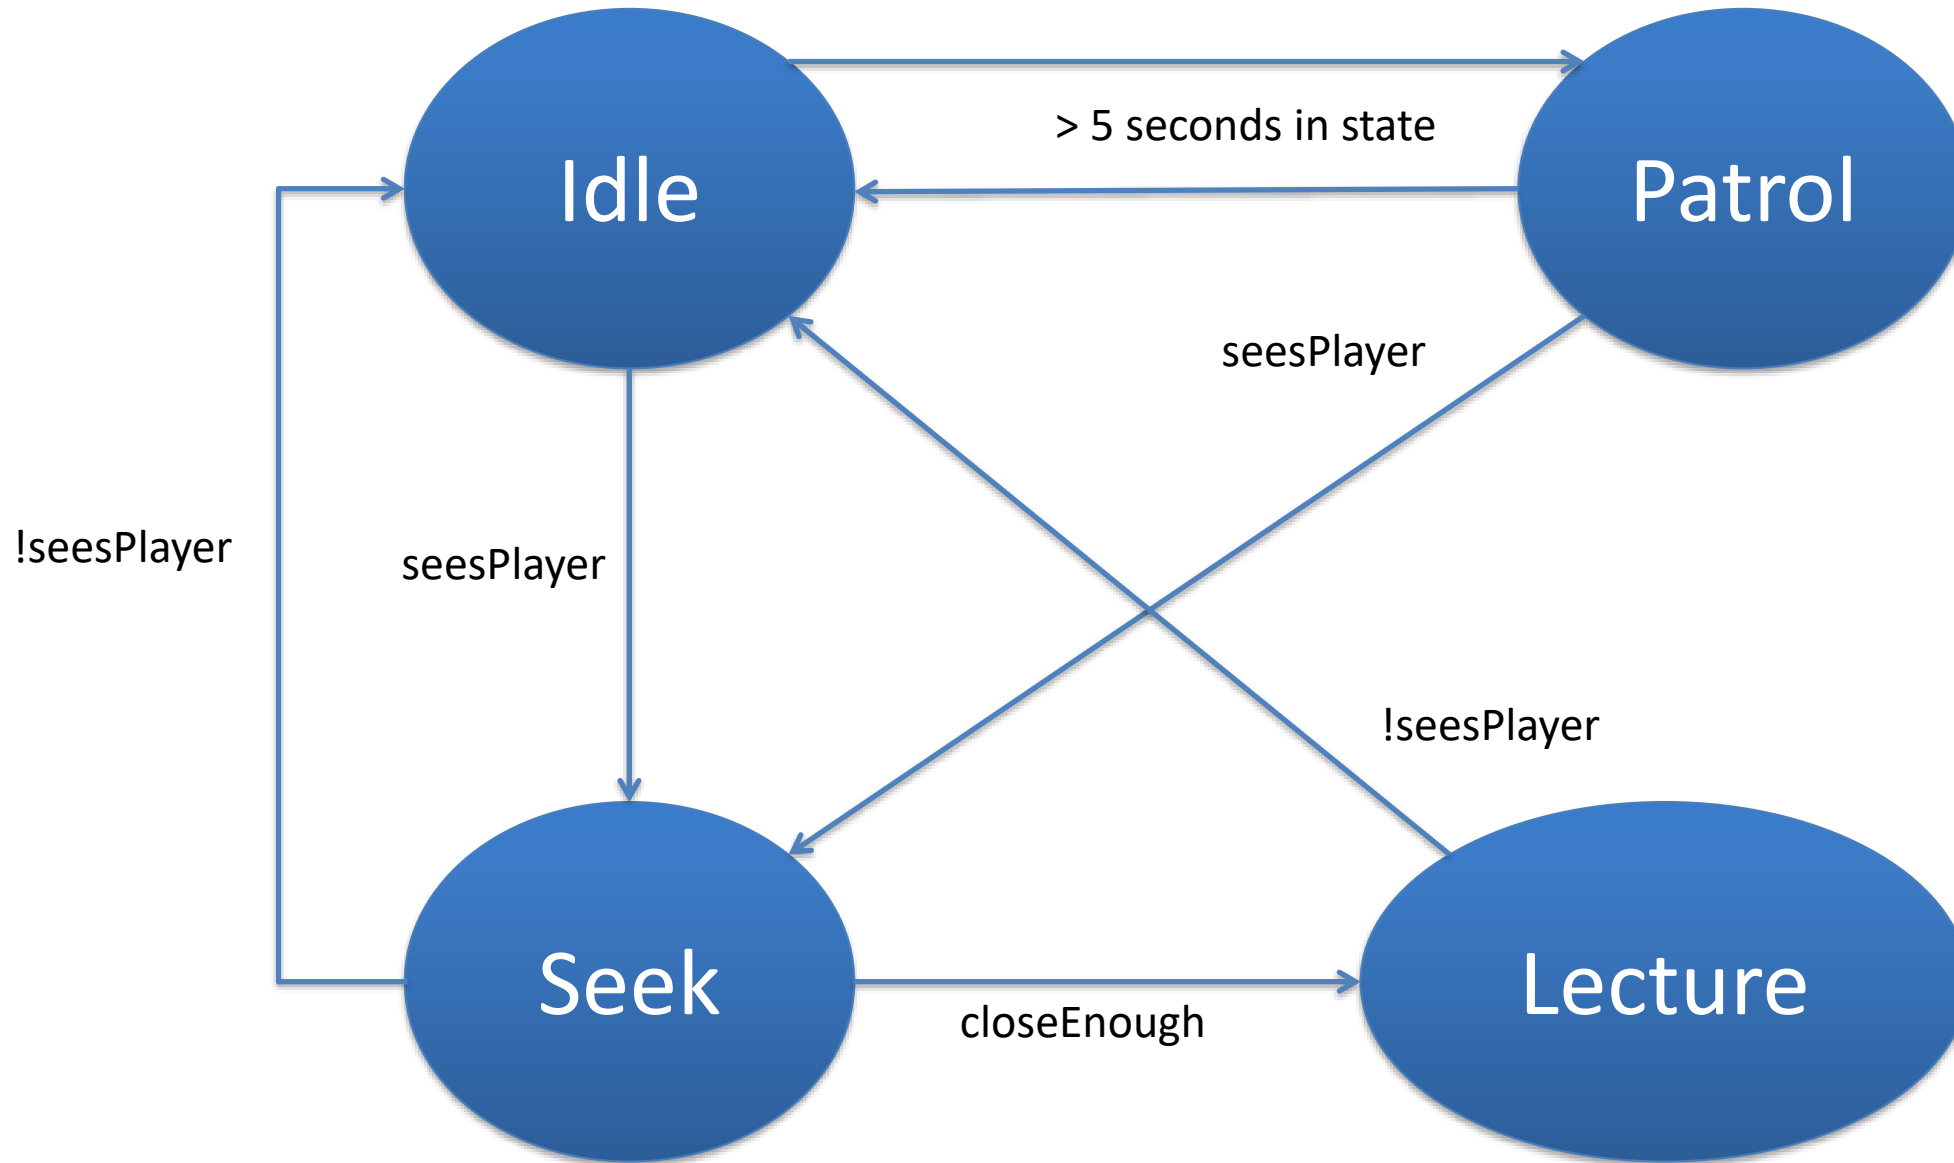 Idle
> 5 seconds in state
Patrol
seesPlayer
!seesPlayer
seesPlayer
!seesPlayer
Seek
closeEnough
Lecture